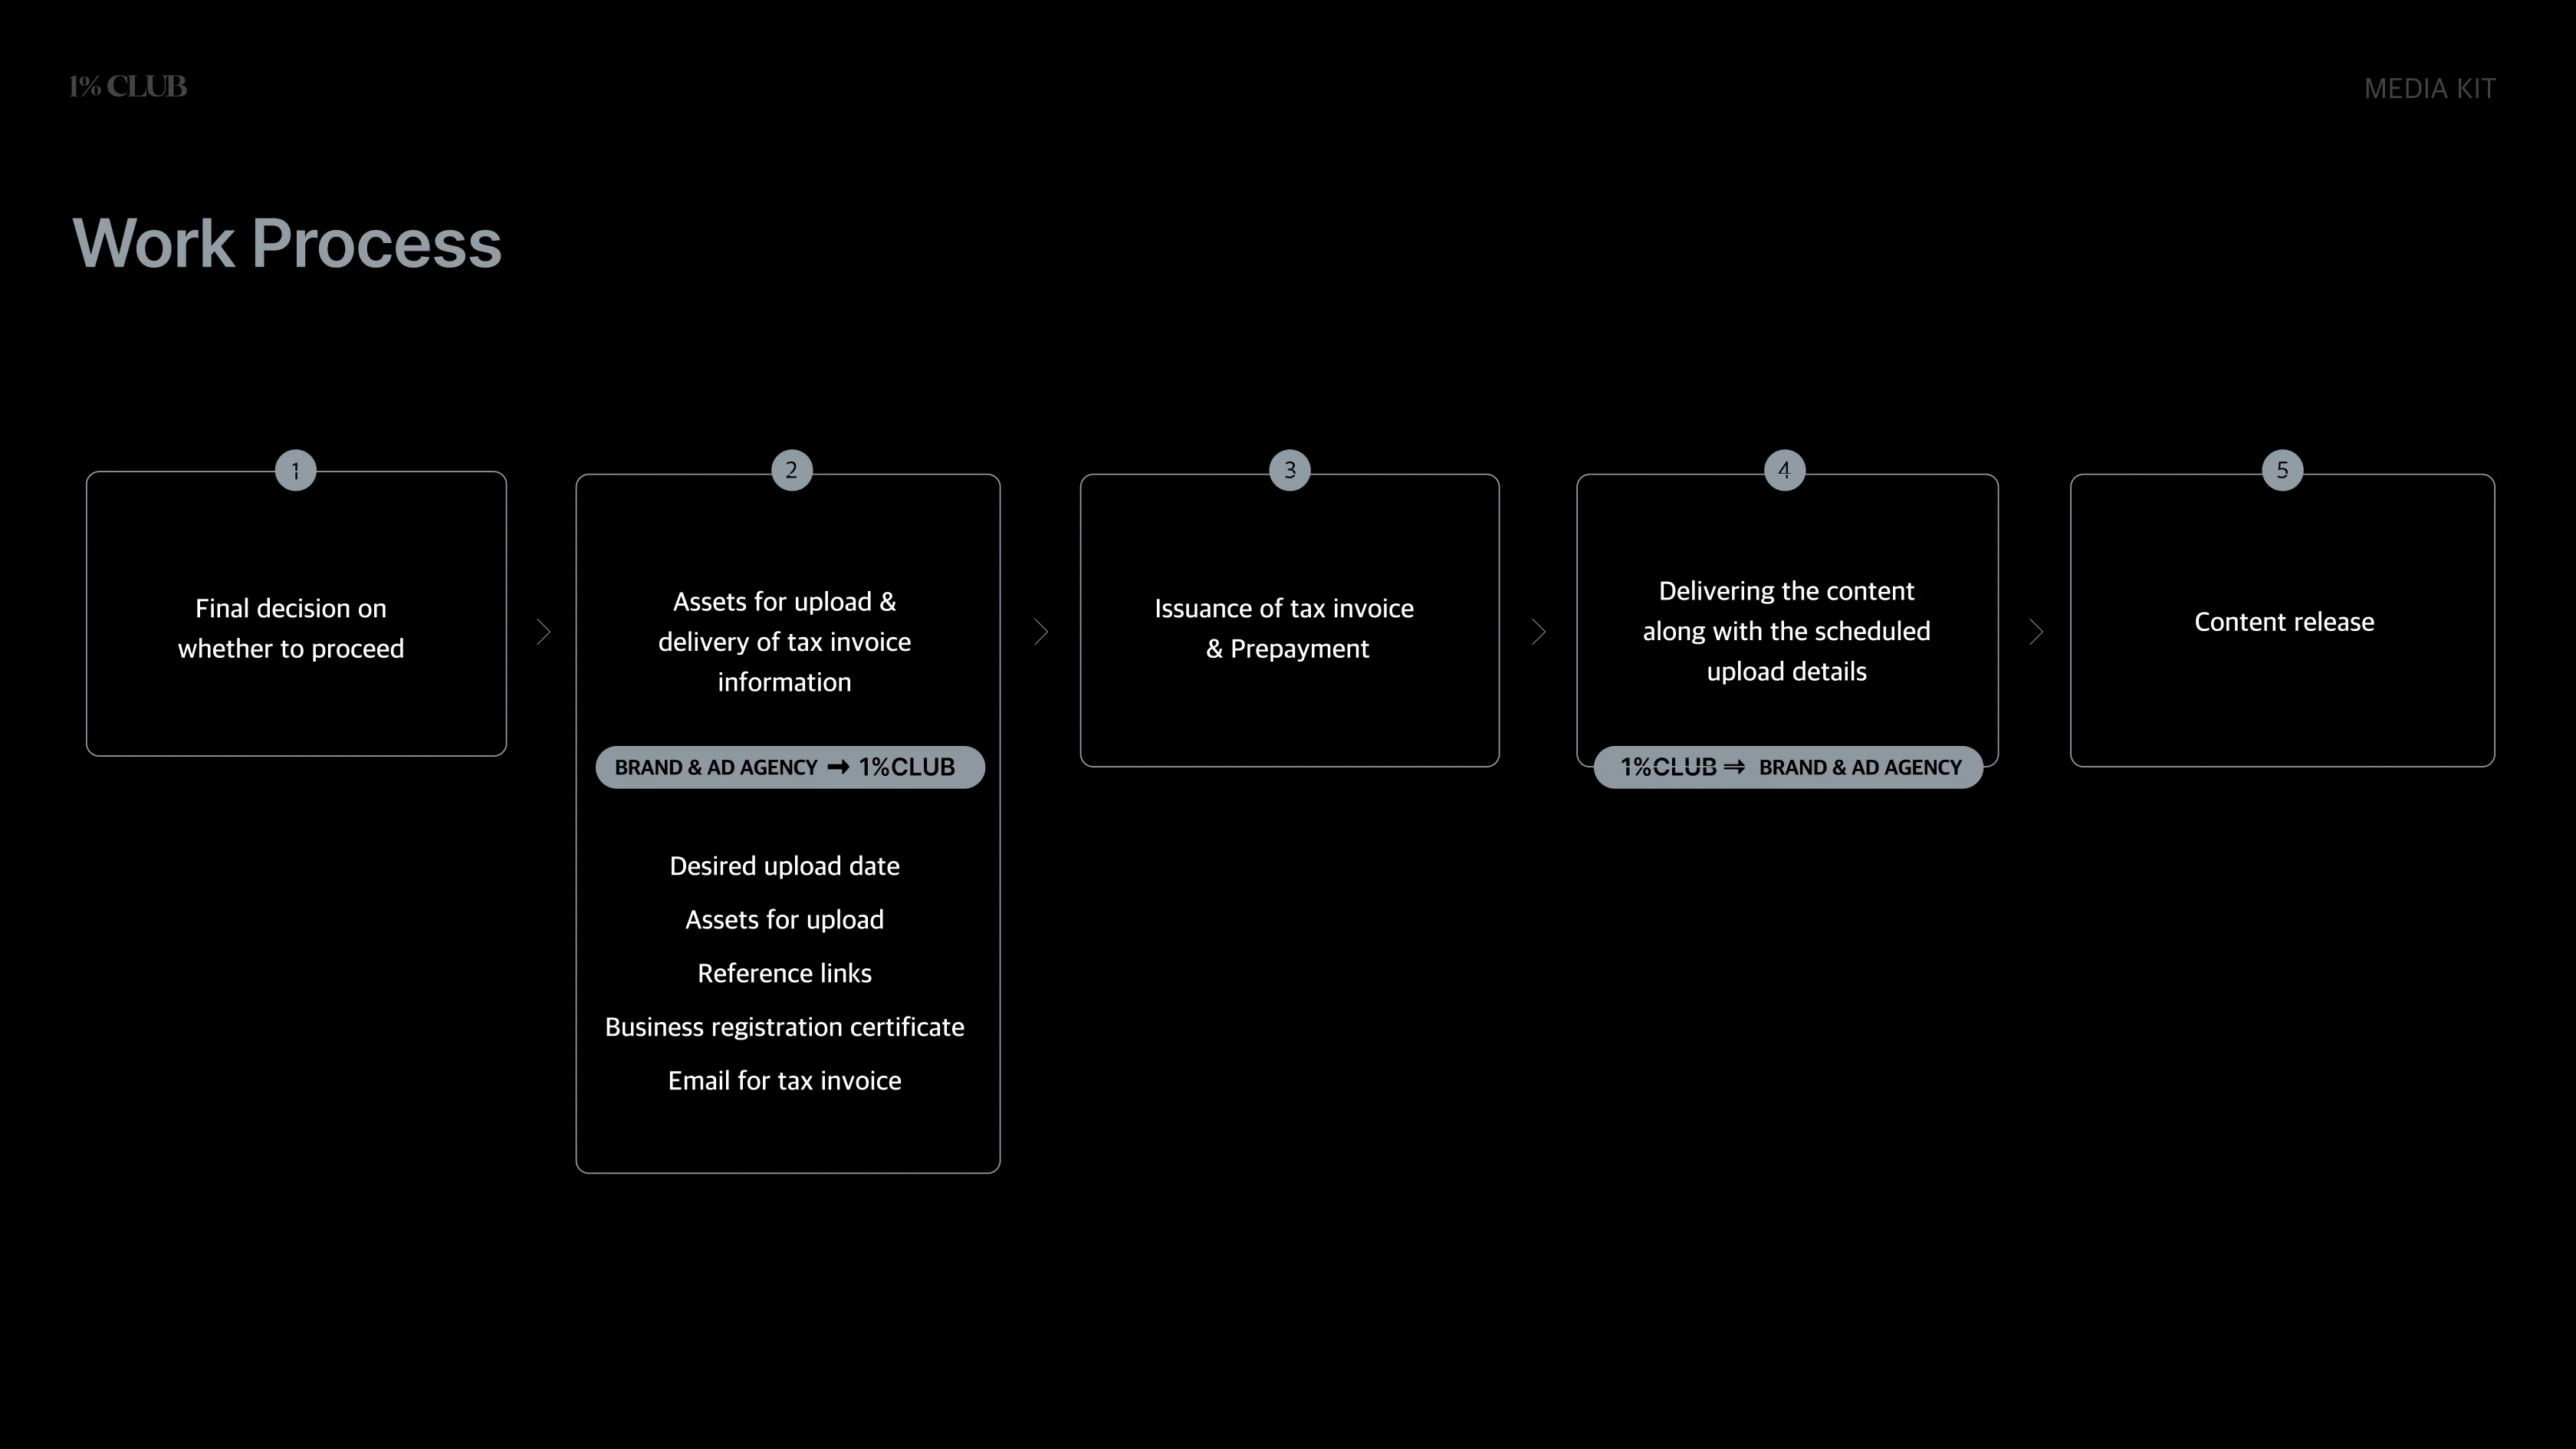 1% CLUB
MEDIA KIT
Work Process
1
Final decision on
whether to proceed
2
Assets for upload &
delivery of tax invoice
information
BRAND & AD AGENCY → 1%CLUB
Desired upload date
Assets for upload
Reference links
Business registration certificate
Email for tax invoice
3
Issuance of tax invoice
& Prepayment
4
Delivering the content
along with the scheduled
upload details
1%CLUB → BRAND & AD AGENCY
5
Content release